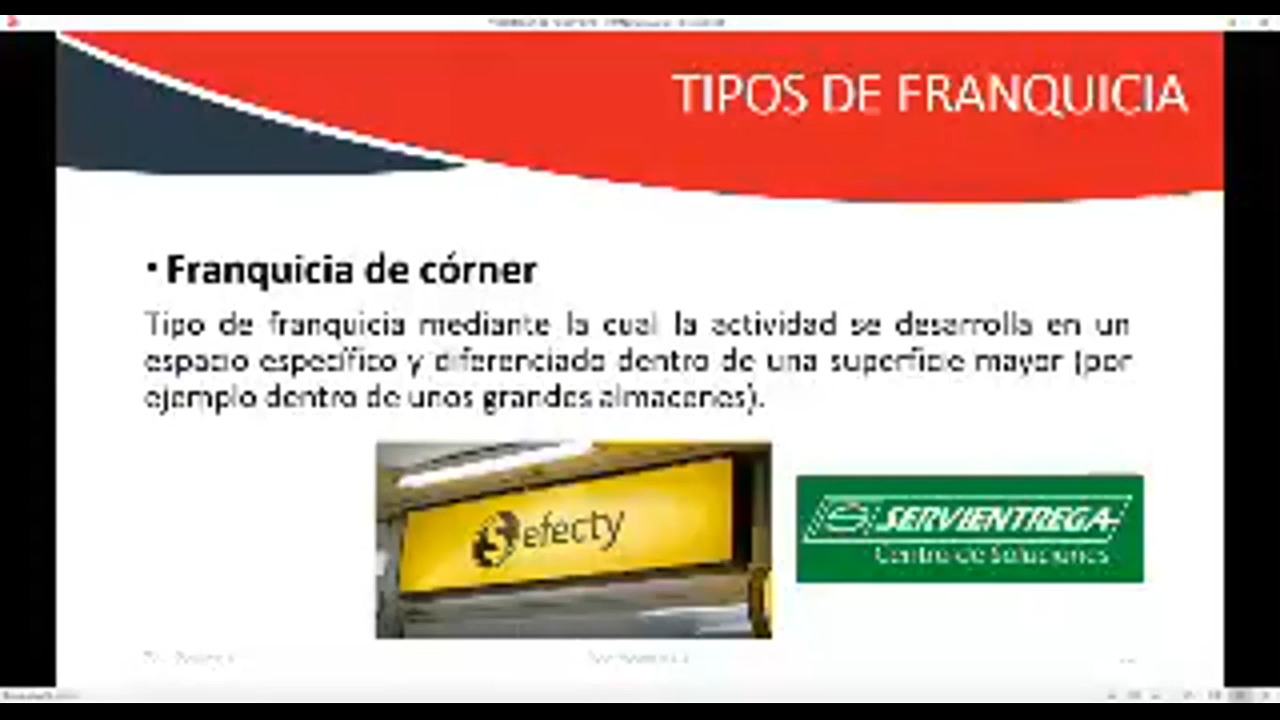 TIPOS DE FRANQUICIA
• Franquicia de córner
Tipo de franquicia mediante la cual la actividad se desarrolla en un
espacio específico y diferenciado dentro de una superficie mayor (por
ejemplo dentro de unos grandes almacenes).
efecty
SERVIENTREGA
Centro de Soluciones